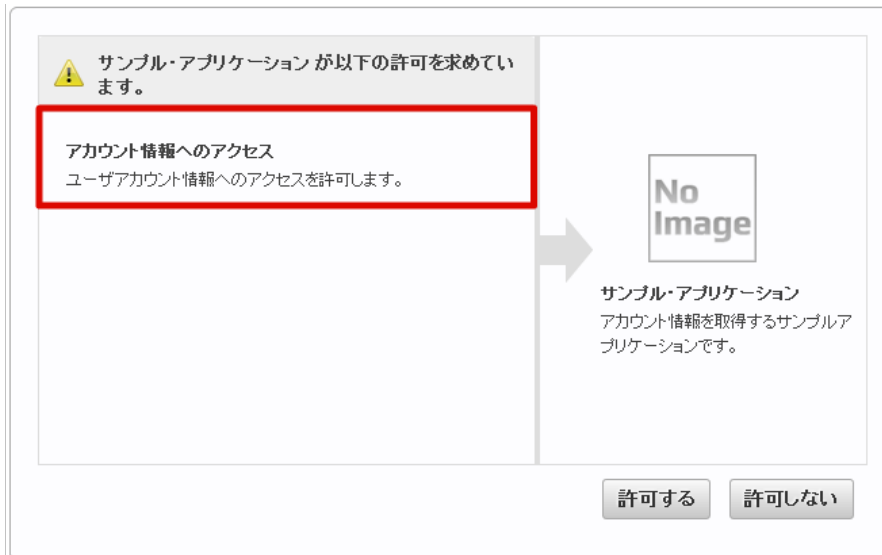 サンプル・アプリケーション が以下の許可を求めてい
ます。
アカウント情報へのアクセス
ユーザアカウント情報へのアクセスを許可します。
No
Image
サンプル・アプリケーション
アカウント情報を取得するサンプルア
プリケーションです。
許可する
許可しない